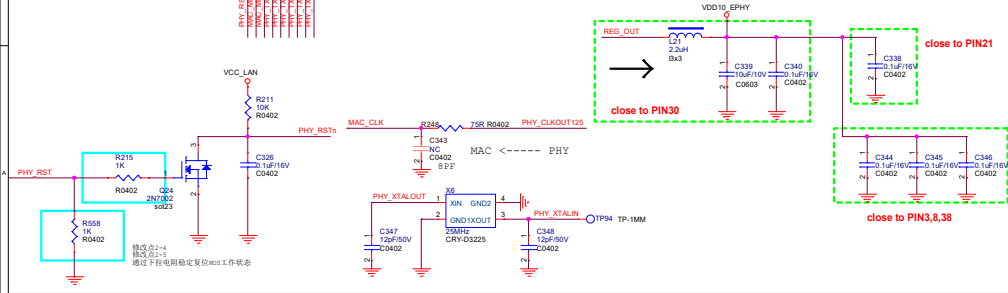 VDD10_EPHY
REG_OUT
L21
2.2uH
I3x3
C339
10uF/10V
C0603
C340
0.1uF/16V
C0402
close to PIN30
C338
0.1uF/16V
C0402
close to PIN21
C344
0.1uF/16V
C0402
C345
0.1uF/16V
C0402
C346
0.1uF/16V
C0402
close to PIN3,8,38
VCC_LAN
R211
10K
R0402
PHY_RSTn
C326
0.1uF/16V
C0402
PHY_RST
R215
1K
R0402
Q24
2N7002
sot23
R558
1K
R0402
修改点2-4
修改点2-5
通过下拉电阻稳定复位MOS工作状态
MAC_CLK
R248
75R R0402
PHY_CLKOUT125
C343
NC
C0402
8PF
MAC <----- PHY
PHY_XTALOUT
X6
XIN GND2
GND1XOUT
25MHz
CRY-D3225
PHY_XTALIN
TP94 TP-1MM
C347
12pF/50V
C0402
C348
12pF/50V
C0402
A